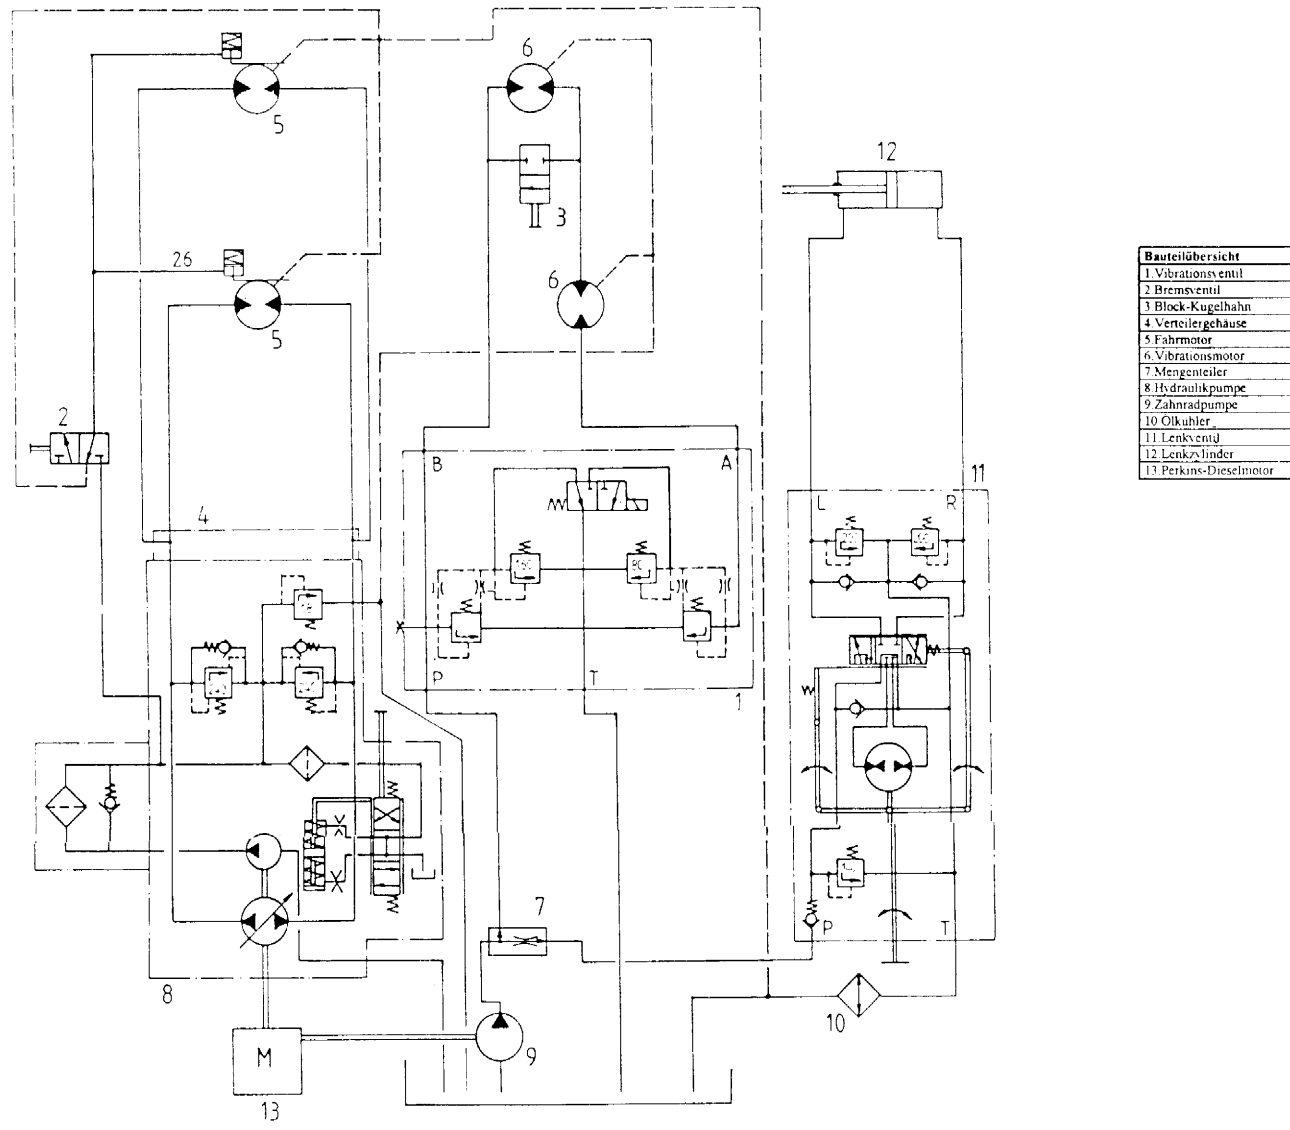 6
5
12
3
26
6
5
2
Bauteilübersicht
1.Vibrationsventil
2 Bremsventil
3 Block-Kugelhahn
4.Verteilergehäuse
5.Fahrmotor
6.Vibrationsmotor
7.Mengenteiler
8.Hydraulikpumpe
9.Zahnradpumpe
10 Ölkuhler
11.Lenkventil
12.Lenkzylinder
13.Perkins-Dieselmotor
B
A
11
L
R
4
P
T
1
7
P
T
8
10
M
9
13